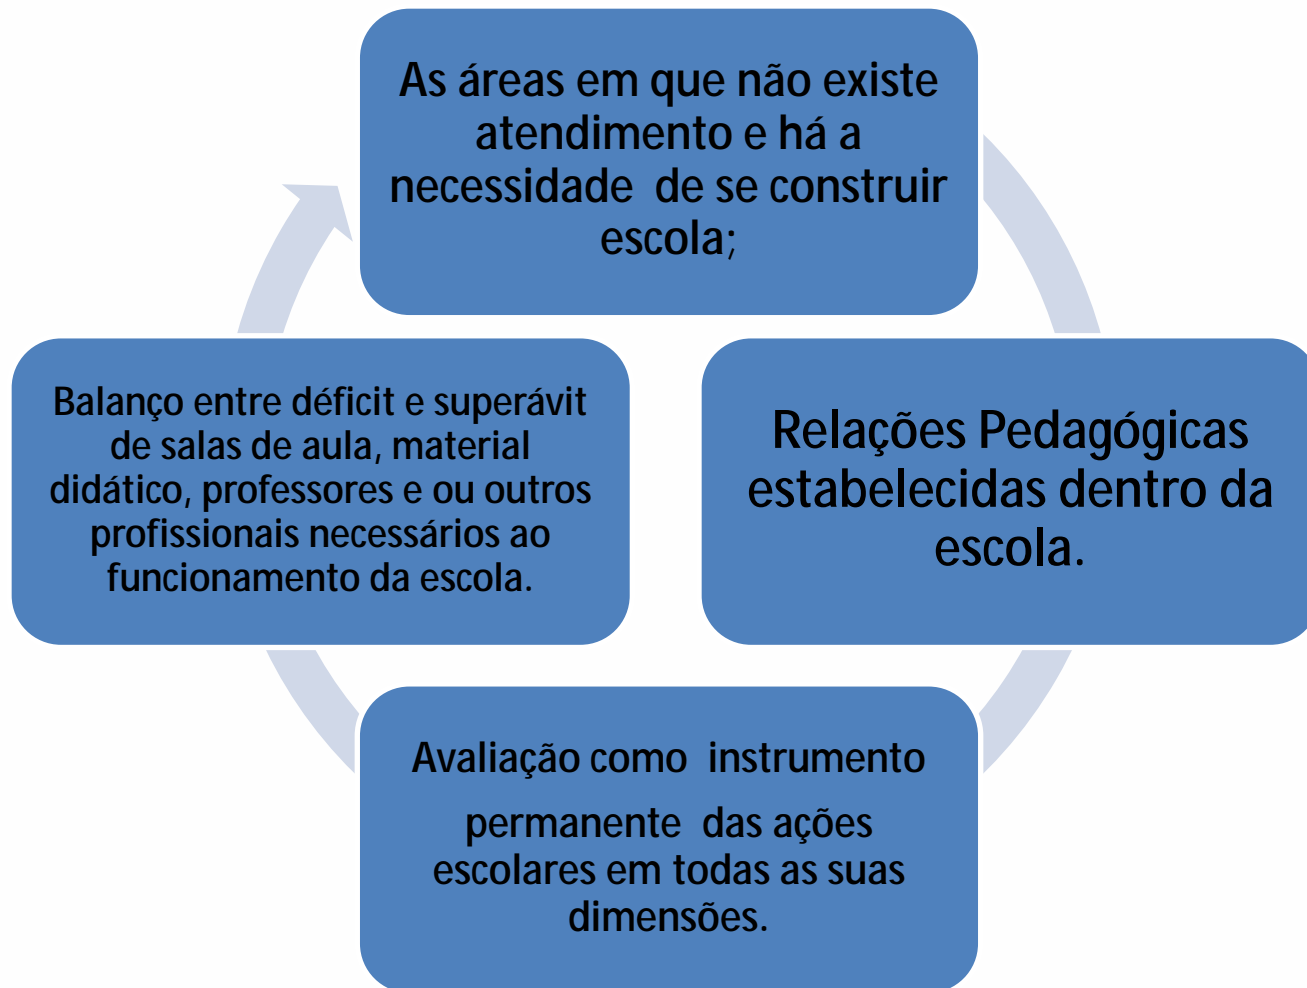 As áreas em que não existe
atendimento e há a
necessidade de se construir
escola;
Relações Pedagógicas
estabelecidas dentro da
escola.
Avaliação como instrumento
permanente das ações
escolares em todas as suas
dimensões.
Balanço entre déficit e superávit
de salas de aula, material
didático, professores e ou outros
profissionais necessários ao
funcionamento da escola.